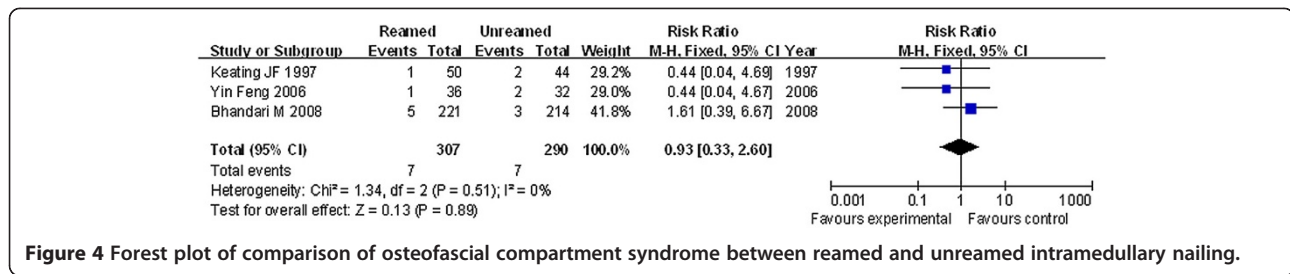 Reamed Unreamed Risk Ratio Risk Ratio
Study or Subgroup Events Total Events Total Weight M-H, Fixed, 95% CI Year M-H, Fixed, 95% CI
Keating JF 1997 1 50 2 44 29.2% 0.44 [0.04, 4.69] 1997
Yin Feng 2006 1 36 2 32 29.0% 0.44 [0.04, 4.67] 2006
Bhandari M 2008 5 221 3 214 41.8% 1.61 [0.39, 6.67] 2008
Total (95% CI) 307 290 100.0% 0.93 [0.33, 2.60]
Total events 7 7
Heterogeneity: Chi² = 1.34, df = 2 (P = 0.51); I² = 0%
Test for overall effect: Z = 0.13 (P = 0.89)
0.001 0.1 1 10 1000
Favours experimental Favours control
Figure 4 Forest plot of comparison of osteofascial compartment syndrome between reamed and unreamed intramedullary nailing.